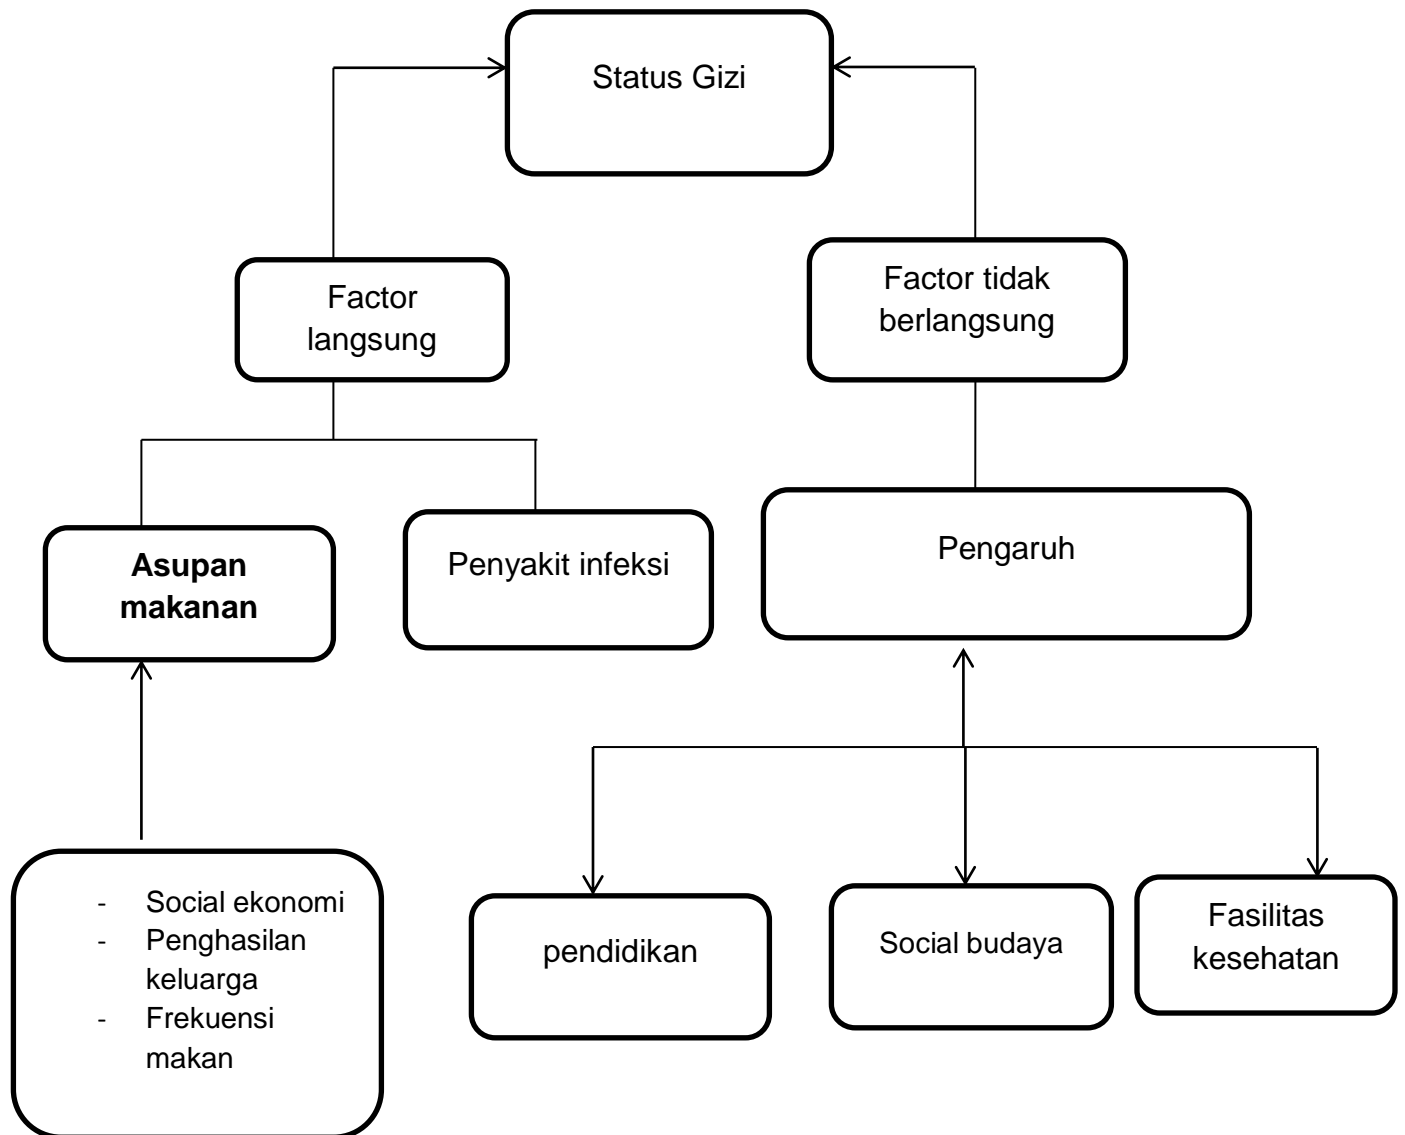 Status Gizi
Factor
langsung
Factor tidak
berlangsung
Asupan
makanan
Penyakit infeksi
Pengaruh
- Social ekonomi
- Penghasilan
keluarga
- Frekuensi
makan
pendidikan
Social budaya
Fasilitas
kesehatan